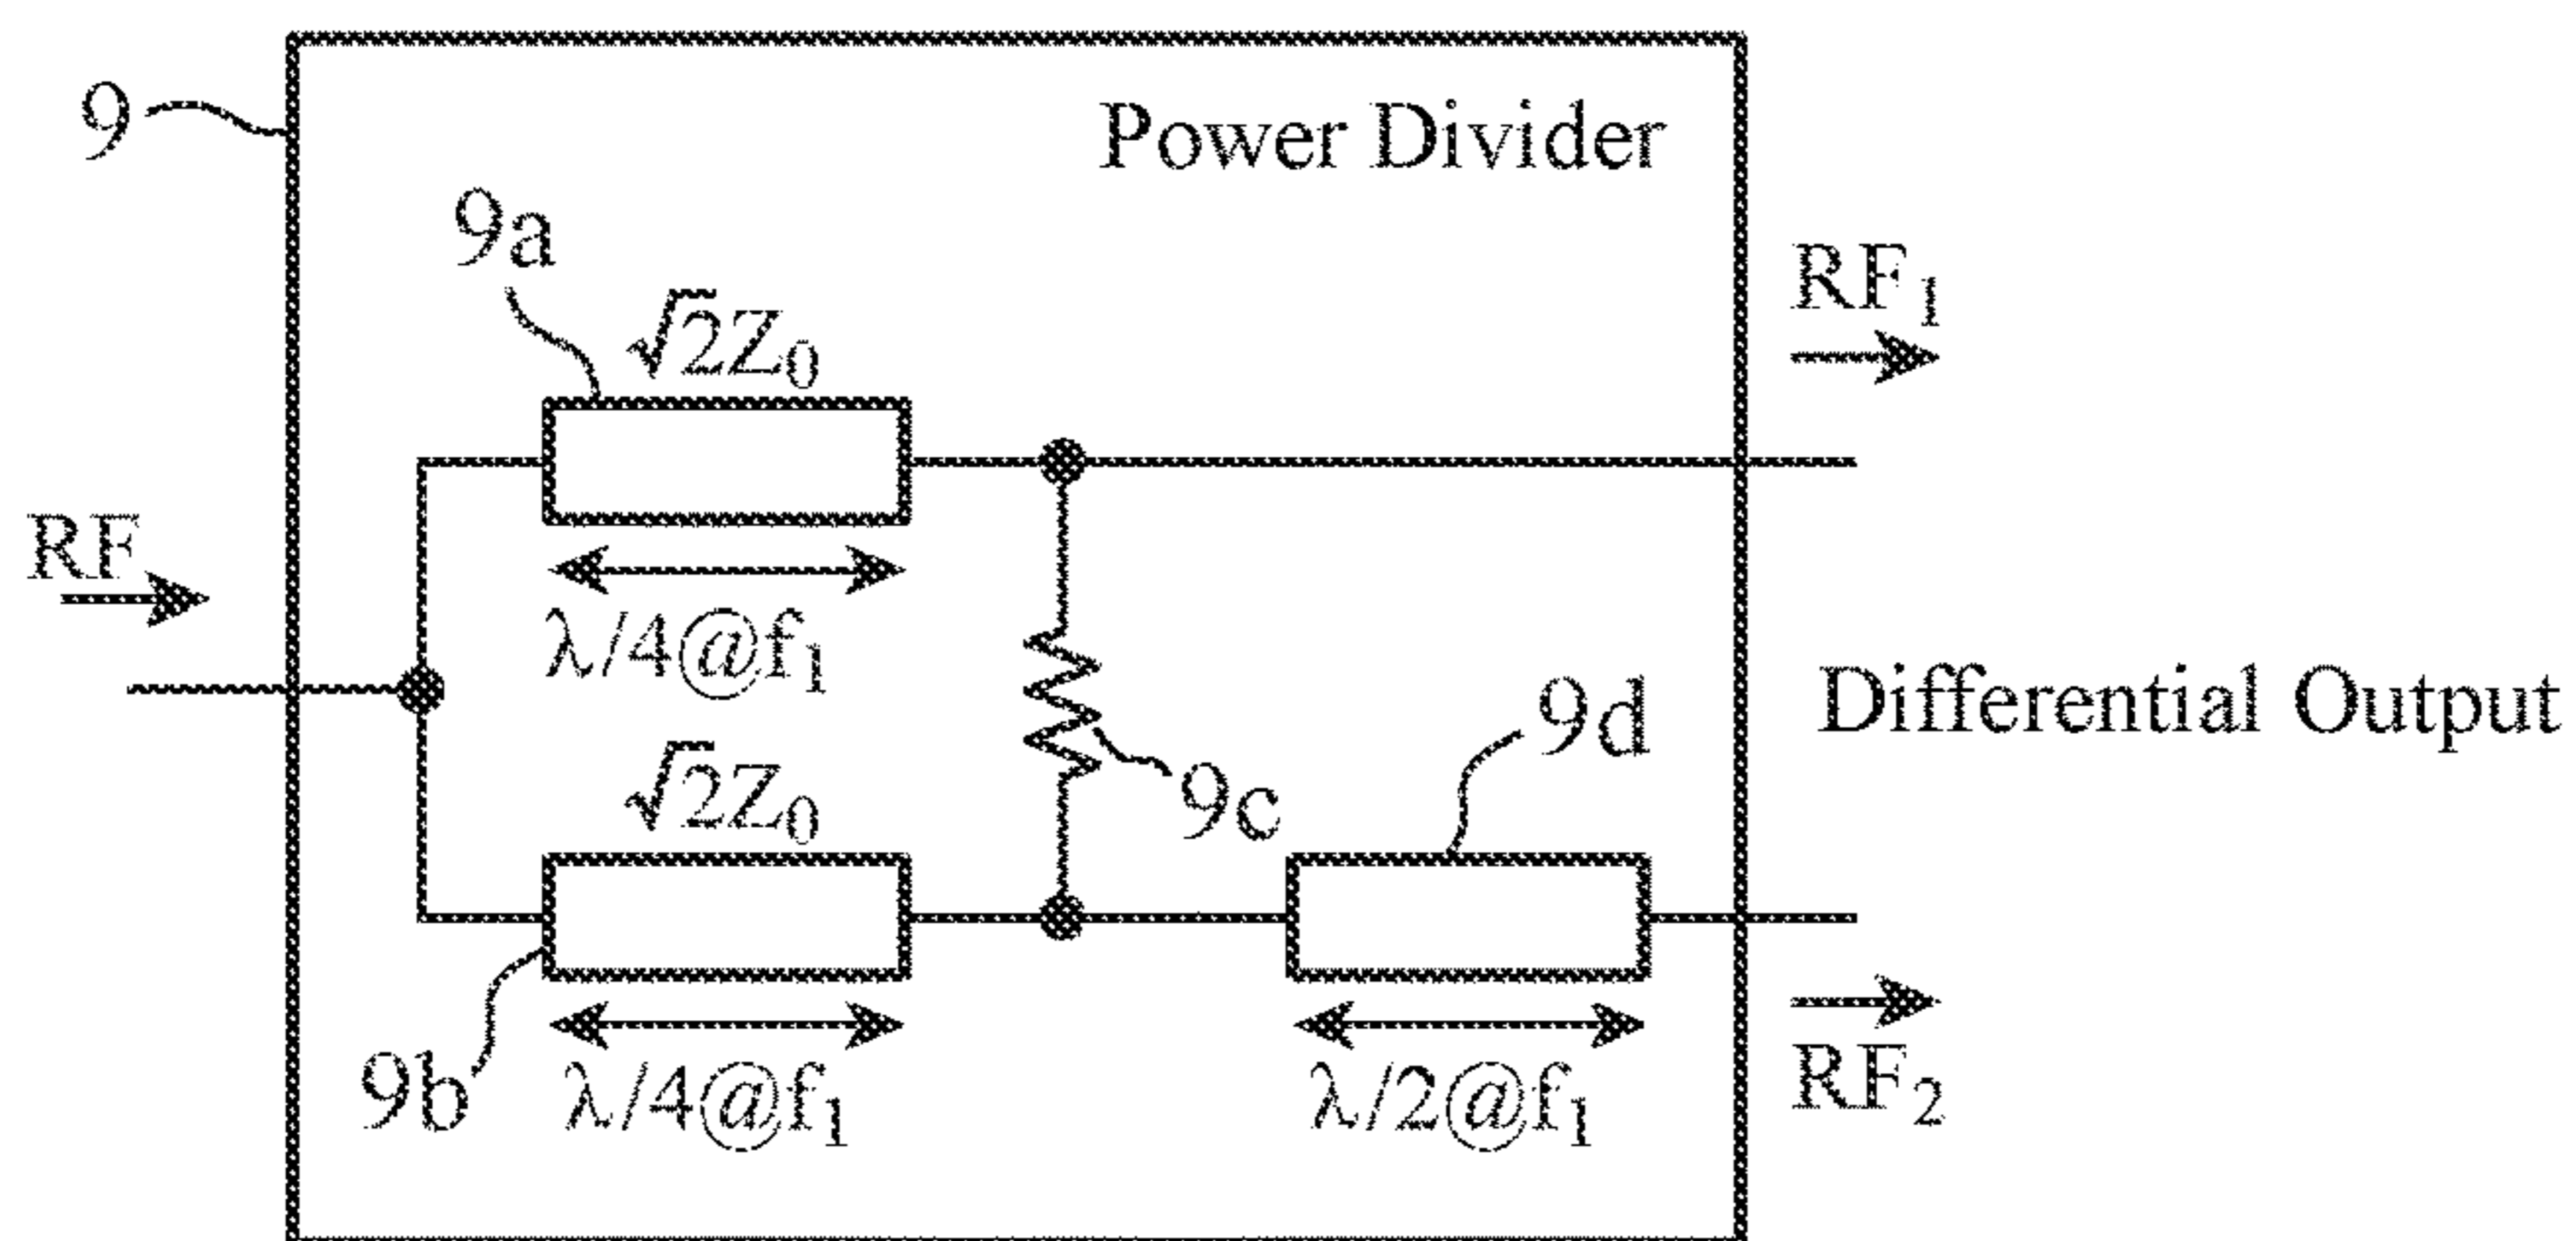 9
Power Divider
9a
√2Z₀
RF₁
RF
λ/4@f₁
Differential Output
9d
9c
√2Z₀
9b
λ/4@f₁
λ/2@f₁
RF₂